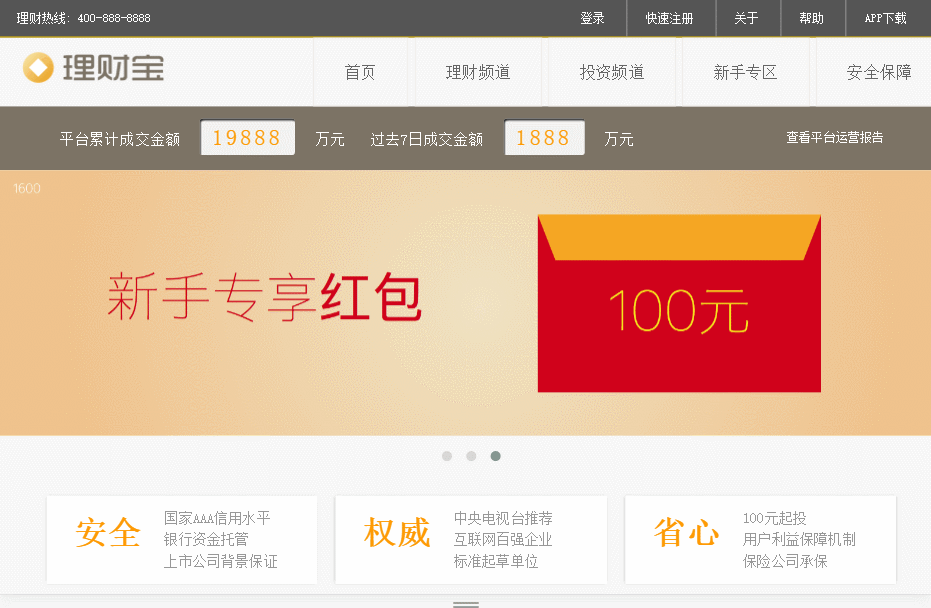 理财热线：400-888-8888 登录 快速注册 关于 帮助 APP下载
理财宝 首页 理财频道 投资频道 新手专区 安全保障
平台累计成交金额 19888 万元 过去7日成交金额 1888 万元 查看平台运营报告
1600
新手专享红包
100元
安全
国家AAA信用水平
银行资金托管
上市公司背景保证
权威
中央电视台推荐
互联网百强企业
标准起草单位
省心
100元起投
用户利益保障机制
保险公司承保